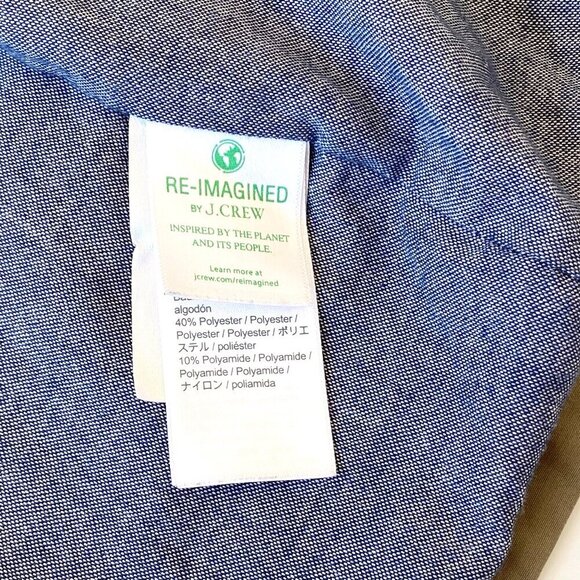 RE-IMAGINED
BY J.CREW
INSPIRED BY THE PLANET
AND ITS PEOPLE.
Learn more at
jcrew.com/reimagined
algodón
40% Polyester / Polyester /
Polyester / Polyester / ポリエ
ステル / poliéster
10% Polyamide / Polyamide /
Polyamide / Polyamide /
ナイロン / poliamida